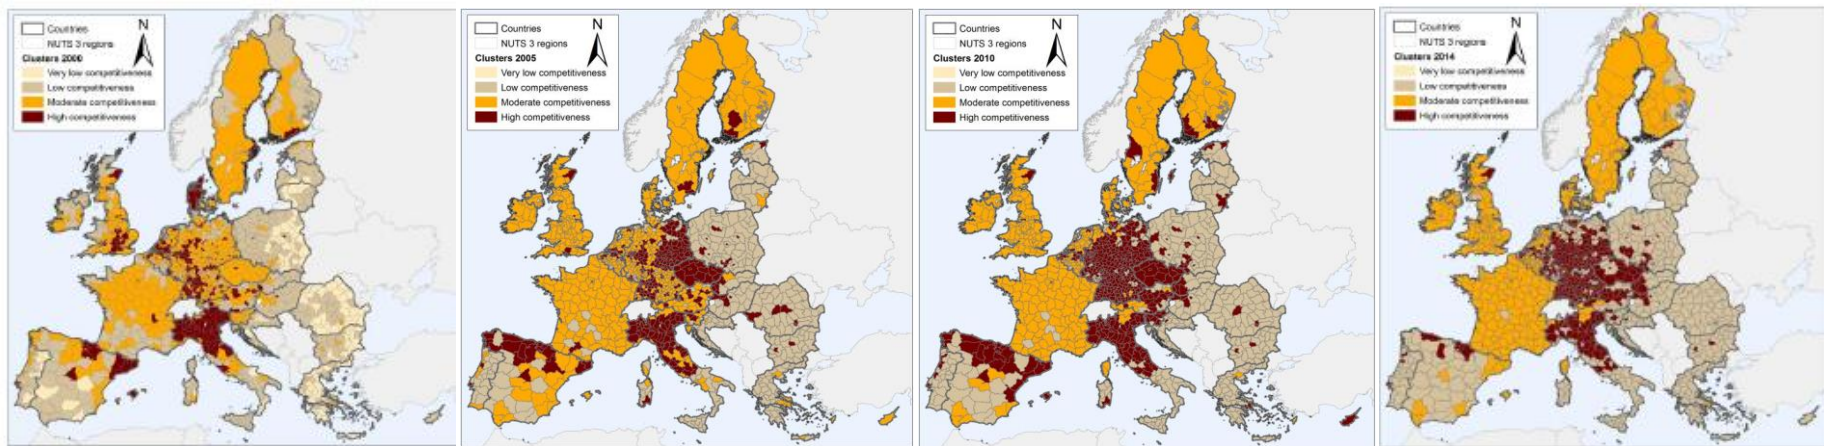 Countries
N
NUTS 3 regions
Clusters 2000
Very low competitiveness
Low competitiveness
Moderate competitiveness
High competitiveness
Countries
N
NUTS 3 regions
Clusters 2005
Very low competitiveness
Low competitiveness
Moderate competitiveness
High competitiveness
Countries
N
NUTS 3 regions
Clusters 2010
Very low competitiveness
Low competitiveness
Moderate competitiveness
High competitiveness
Countries
N
NUTS 3 regions
Clusters 2014
Very low competitiveness
Low competitiveness
Moderate competitiveness
High competitiveness